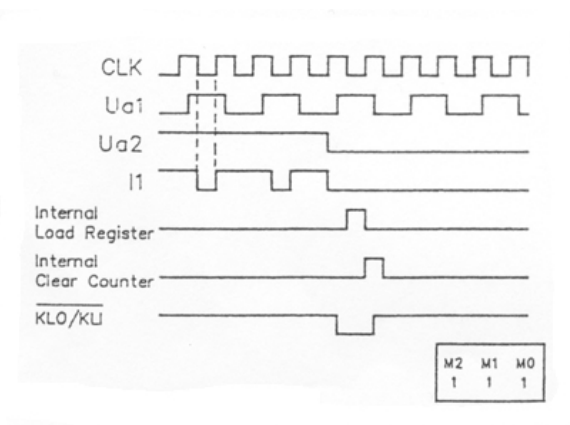 CLK
Ua1
Ua2
I1
Internal
Load Register
Internal
Clear Counter
KLO/KLI
M2 M1 M0
1 1 1